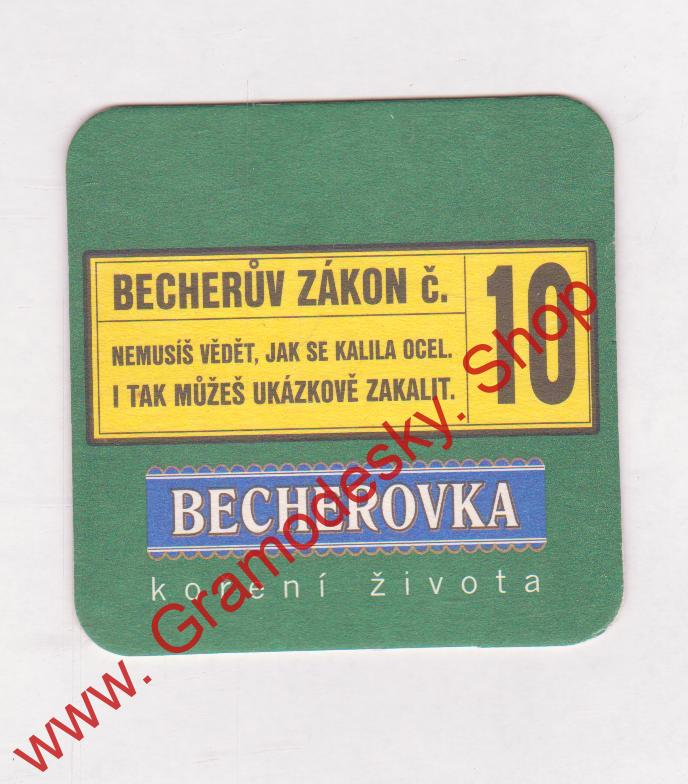 BECHERŮV ZÁKON č.
10
NEMUSÍŠ VĚDĚT, JAK SE KALILA OCEL.
I TAK MŮŽEŠ UKÁZKOVĚ ZAKALIT.
BECHEROVKA
koření života
www. Gramodesky. Shop